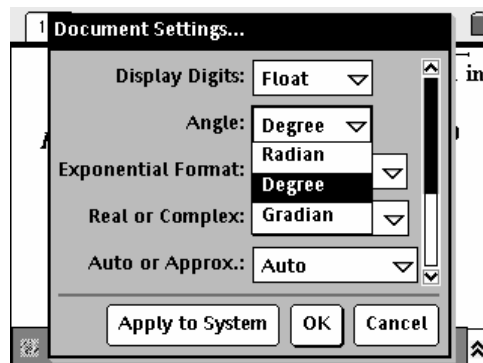 1
Document Settings...
in
Display Digits: Float
Angle: Degree
Radian
Degree
Gradian
Exponential Format:
Real or Complex:
Auto or Approx.: Auto
Apply to System OK Cancel